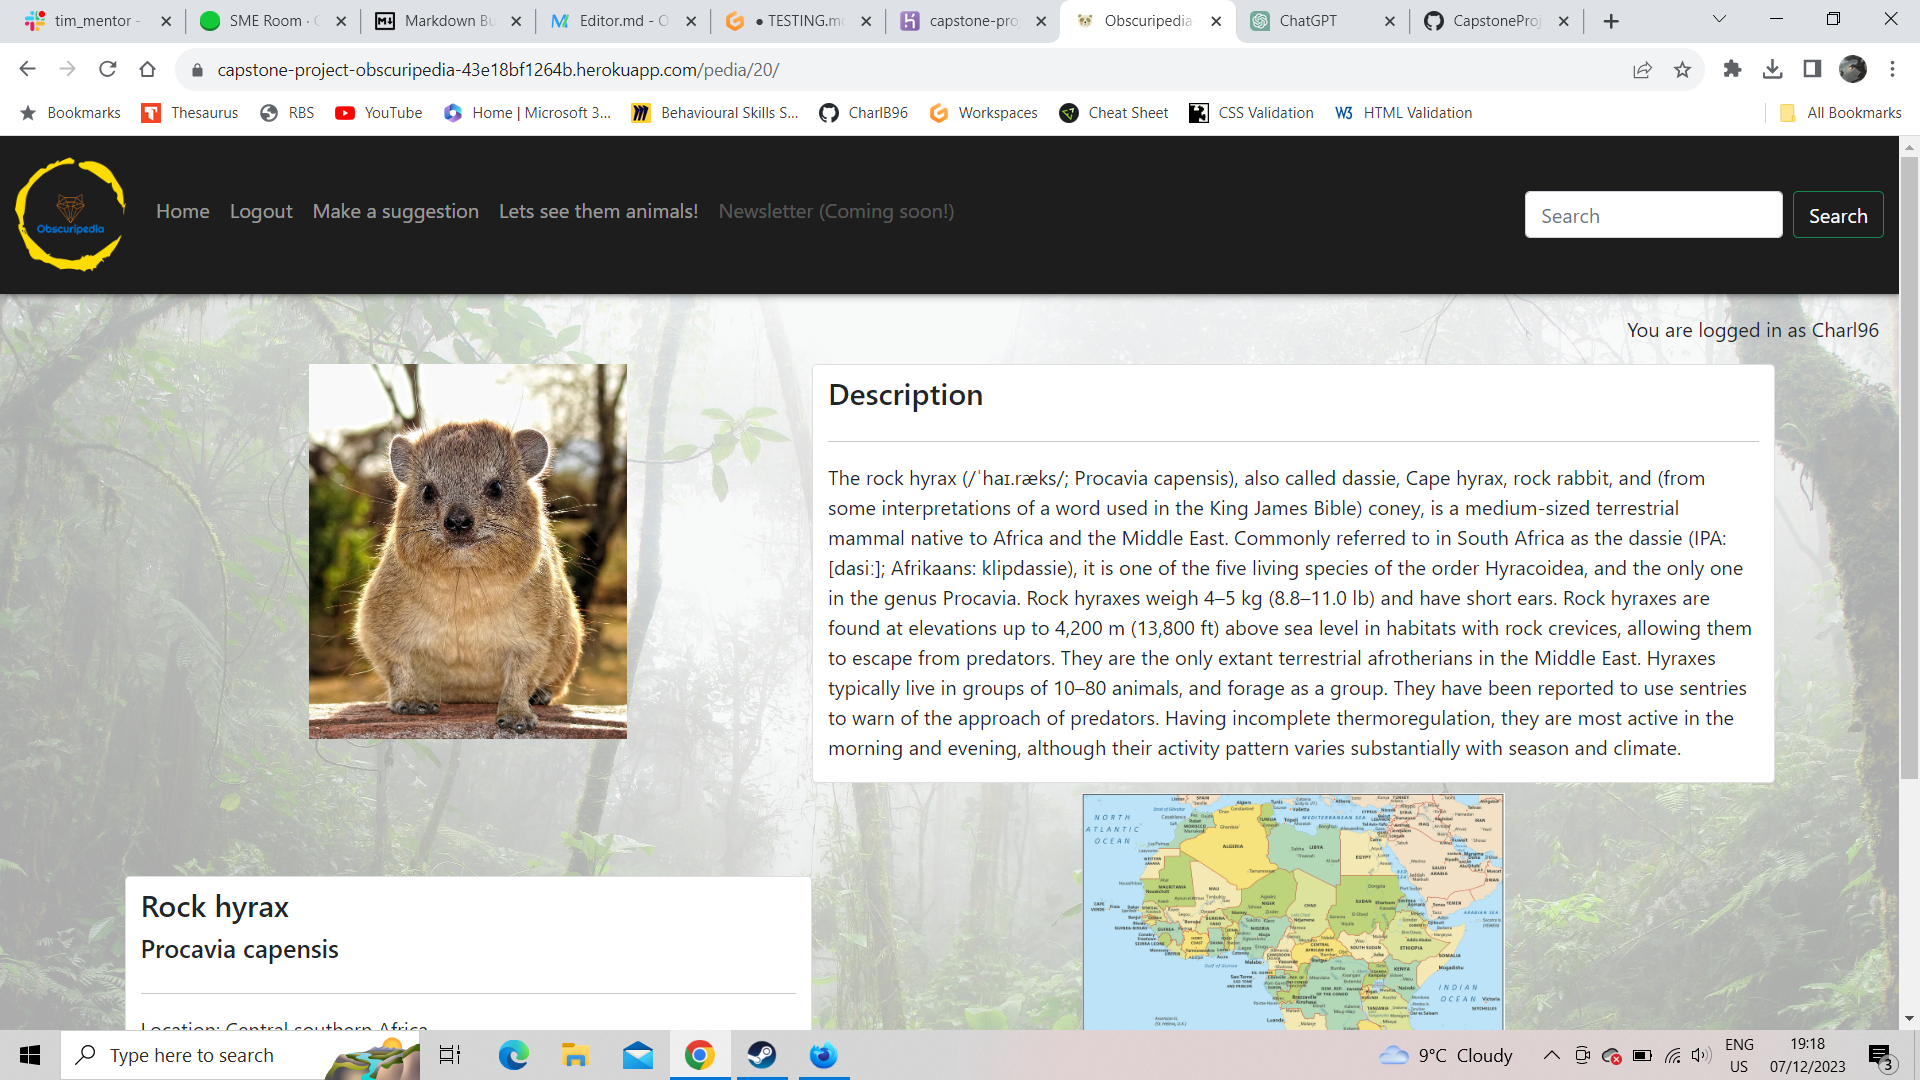 tim_mentor -
SME Room ·
Markdown Bu
Editor.md - O
● TESTING.m
capstone-pro
Obscuripedia
ChatGPT
CapstoneProj
capstone-project-obscuripedia-43e18bf1264b.herokuapp.com/pedia/20/
Bookmarks
Thesaurus
RBS
YouTube
Home | Microsoft 3...
Behavioural Skills S...
CharlB96
Workspaces
Cheat Sheet
CSS Validation
HTML Validation
All Bookmarks
Obscuripedia
Home
Logout
Make a suggestion
Lets see them animals!
Newsletter (Coming soon!)
Search
Search
You are logged in as Charl96
Description
The rock hyrax (/ˈhaɪ.ræks/; Procavia capensis), also called dassie, Cape hyrax, rock rabbit, and (from
some interpretations of a word used in the King James Bible) coney, is a medium-sized terrestrial
mammal native to Africa and the Middle East. Commonly referred to in South Africa as the dassie (IPA:
[dasiː]; Afrikaans: klipdassie), it is one of the five living species of the order Hyracoidea, and the only one
in the genus Procavia. Rock hyraxes weigh 4–5 kg (8.8–11.0 lb) and have short ears. Rock hyraxes are
found at elevations up to 4,200 m (13,800 ft) above sea level in habitats with rock crevices, allowing them
to escape from predators. They are the only extant terrestrial afrotherians in the Middle East. Hyraxes
typically live in groups of 10–80 animals, and forage as a group. They have been reported to use sentries
to warn of the approach of predators. Having incomplete thermoregulation, they are most active in the
morning and evening, although their activity pattern varies substantially with season and climate.
NORTH
ATLANTIC
OCEAN
MEDITERRANEAN SEA
ALGERIA
LIBYA
EGYPT
MAURITANIA
MALI
NIGER
CHAD
SUDAN
NIGERIA
ETHIOPIA
SOMALIA
KENYA
INDIAN
OCEAN
Luanda
Rock hyrax
Procavia capensis
Location: Central southern Africa
Type here to search
9°C Cloudy
ENG
US
19:18
07/12/2023
3